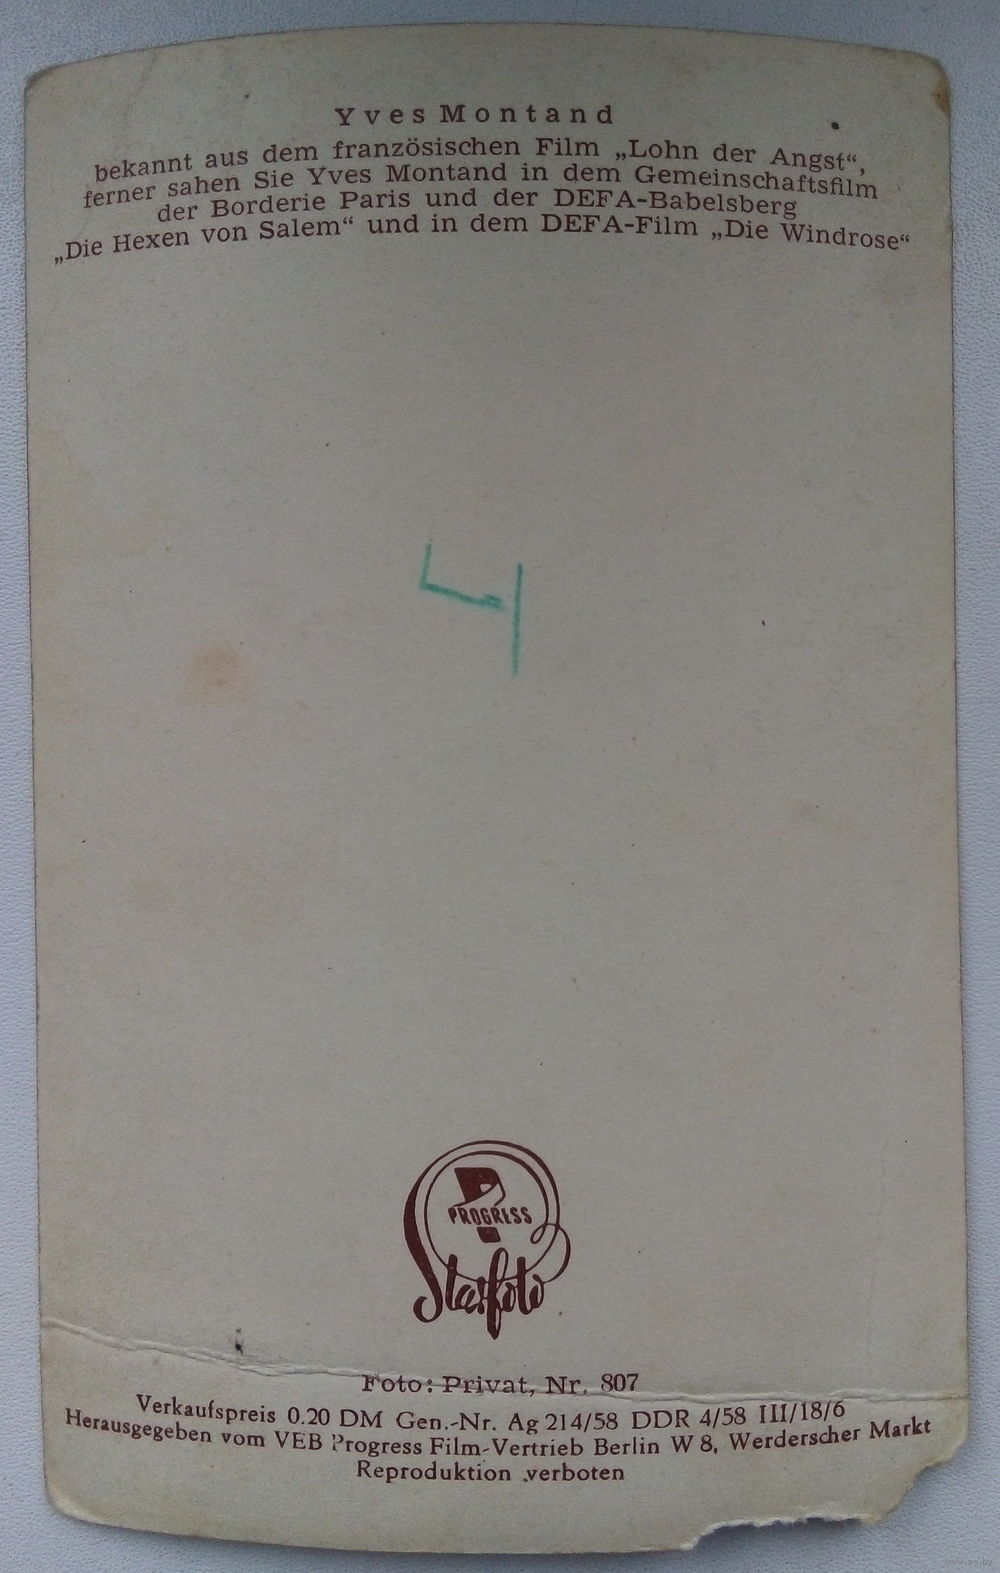 Yves Montand
bekannt aus dem französischen Film „Lohn der Angst“,
ferner sahen Sie Yves Montand in dem Gemeinschaftsfilm
der Borderie Paris und der DEFA-Babelsberg
„Die Hexen von Salem“ und in dem DEFA-Film „Die Windrose“
4
PROGRESS
Starfoto
Foto: Privat, Nr. 807
Verkaufspreis 0.20 DM Gen.-Nr. Ag 214/58 DDR 4/58 III/18/6
Herausgegeben vom VEB Progress Film-Vertrieb Berlin W 8, Werderscher Markt
Reproduktion verboten
www.ay.by